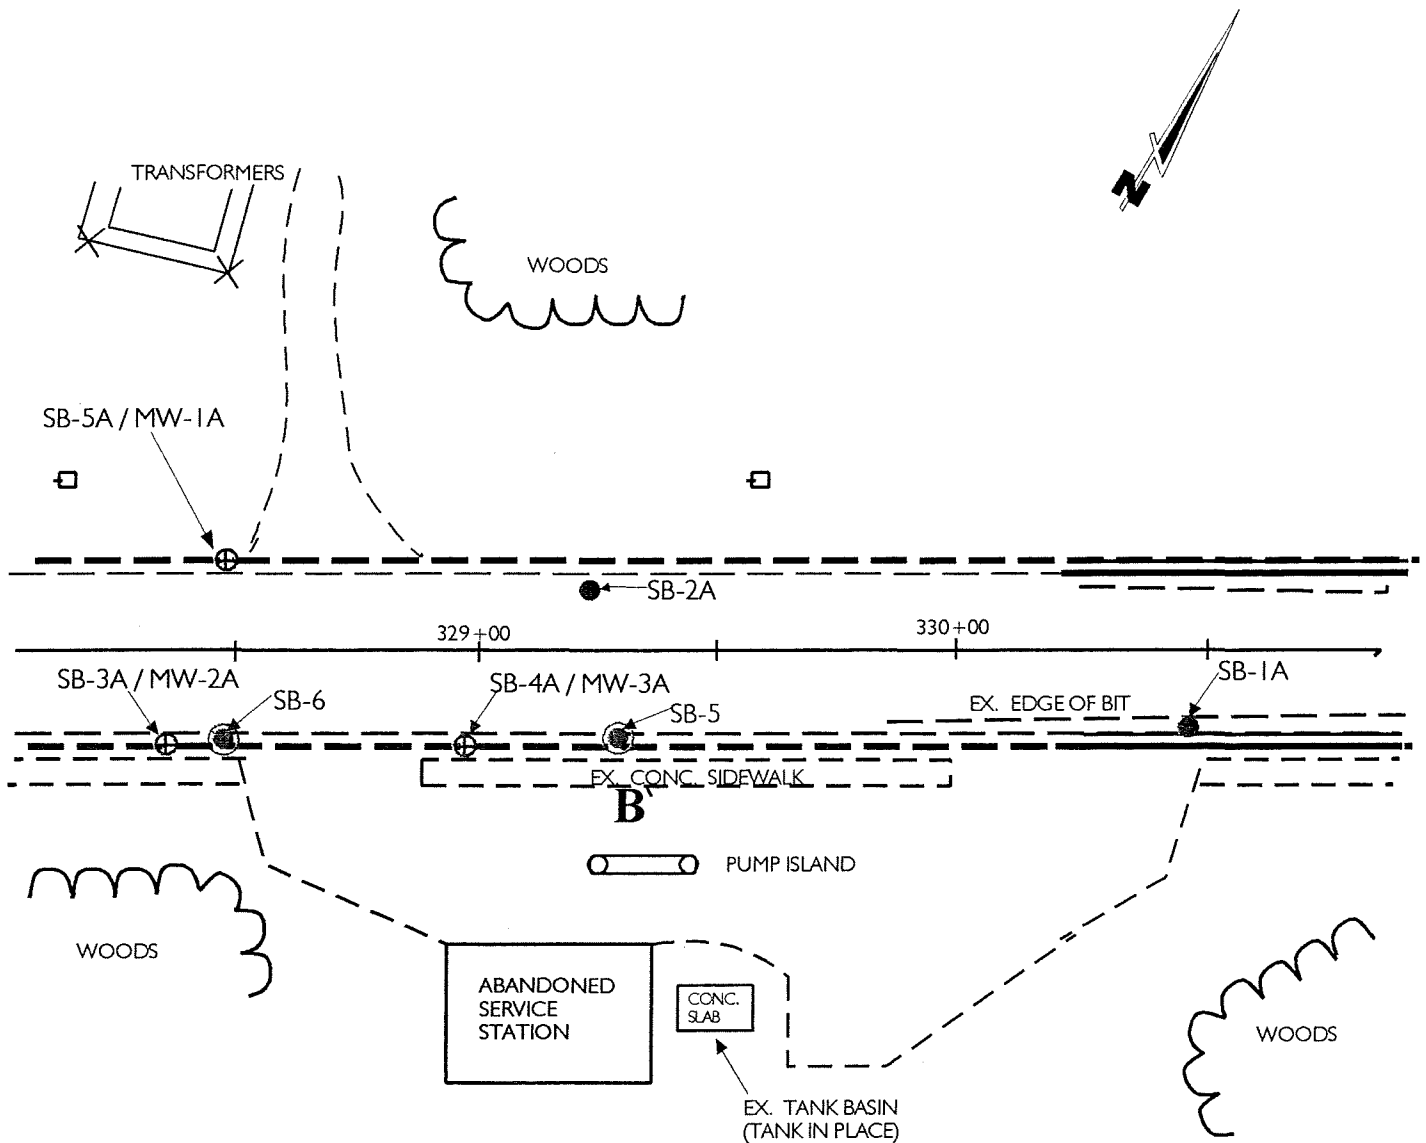 N
TRANSFORMERS
WOODS
SB-5A / MW-1A
SB-2A
329+00
330+00
SB-3A / MW-2A
SB-6
SB-4A / MW-3A
SB-5
SB-1A
EX. EDGE OF BIT
EX. CONC. SIDEWALK
B
PUMP ISLAND
WOODS
ABANDONED
SERVICE
STATION
CONC.
SLAB
WOODS
EX. TANK BASIN
(TANK IN PLACE)